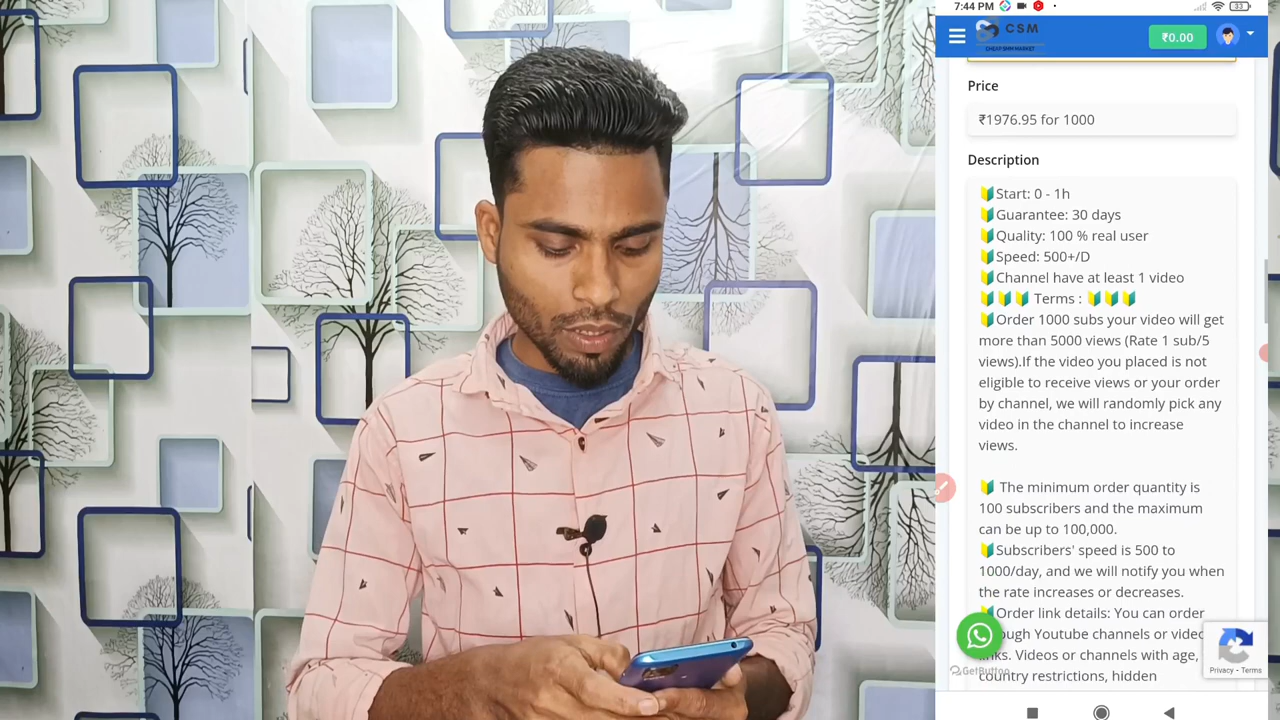 7:44 PM
33
CSM
CHEAP SMM MARKET
₹0.00
Price
₹1976.95 for 1000
Description
🔰Start: 0 - 1h
🔰Guarantee: 30 days
🔰Quality: 100 % real user
🔰Speed: 500+/D
🔰Channel have at least 1 video
🔰🔰🔰 Terms : 🔰🔰🔰
🔰Order 1000 subs your video will get
more than 5000 views (Rate 1 sub/5
views).If the video you placed is not
eligible to receive views or your order
by channel, we will randomly pick any
video in the channel to increase
views.
🔰 The minimum order quantity is
100 subscribers and the maximum
can be up to 100,000.
🔰Subscribers' speed is 500 to
1000/day, and we will notify you when
the rate increases or decreases.
🔰Order link details: You can order
Youtube channels or
Videos or channels with age,
country restrictions, hidden
GetButton
Privacy - Terms